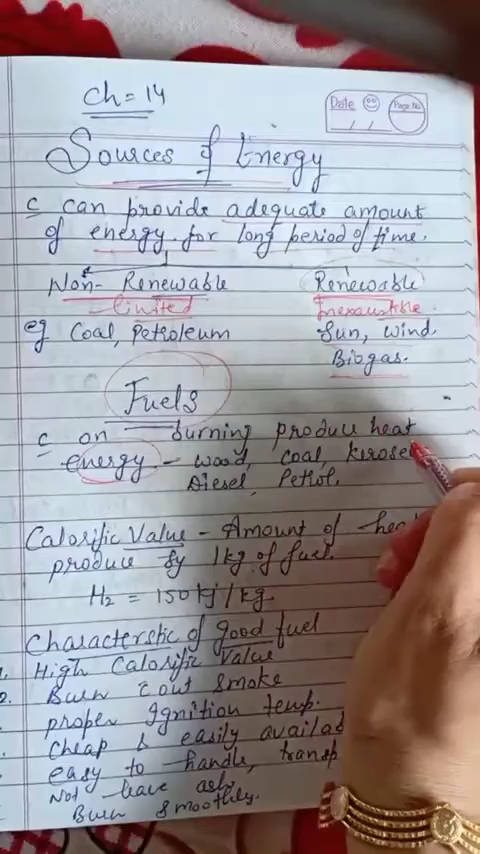 Ch = 14
Date
Page No.
Sources of Energy
c can provide adequate amount
of energy for long period of time.
Non-Renewable Renewable
- limited Inexaustible
eg Coal, Petroleum Sun, wind
Biogas.
Fuels
c on burning produce heat
energy - wood, coal, kerose
Diesel, Petrol.
Calorific Value - Amount of hea
produce by 1kg of fuel.
H₂ = 150kj/kg
Characterstic of good fuel
1. High Calorific Value
2. Burn c̄ out smoke
proper Ignition temp.
cheap & easily availab
easy to handle, transp
Not leave ash
Burn smoothly.